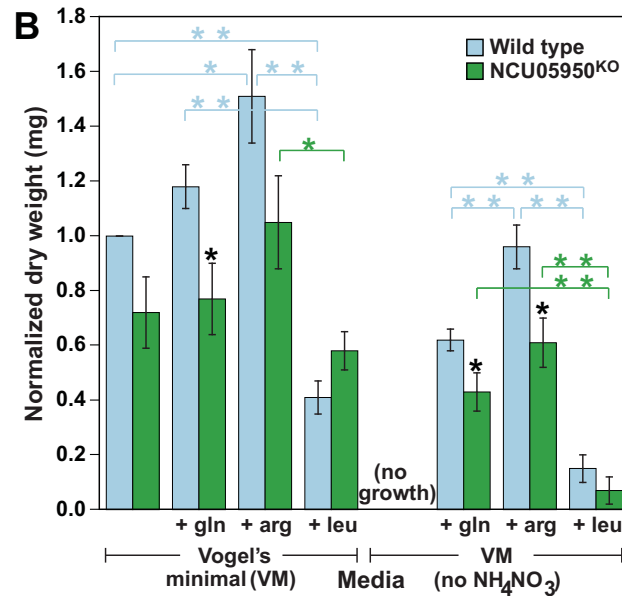 B
Normalized dry weight (mg)
1.8
1.6
1.4
1.2
1.0
0.8
0.6
0.4
0.2
0.0
Wild type
NCU05950KO
* *
*
* *
* *
*
*
* *
* *
* *
* *
* *
*
*
(no
growth)
+ gln
+ arg
+ leu
+ gln
+ arg
+ leu
Vogel's
minimal (VM)
Media
VM
(no NH4NO3)